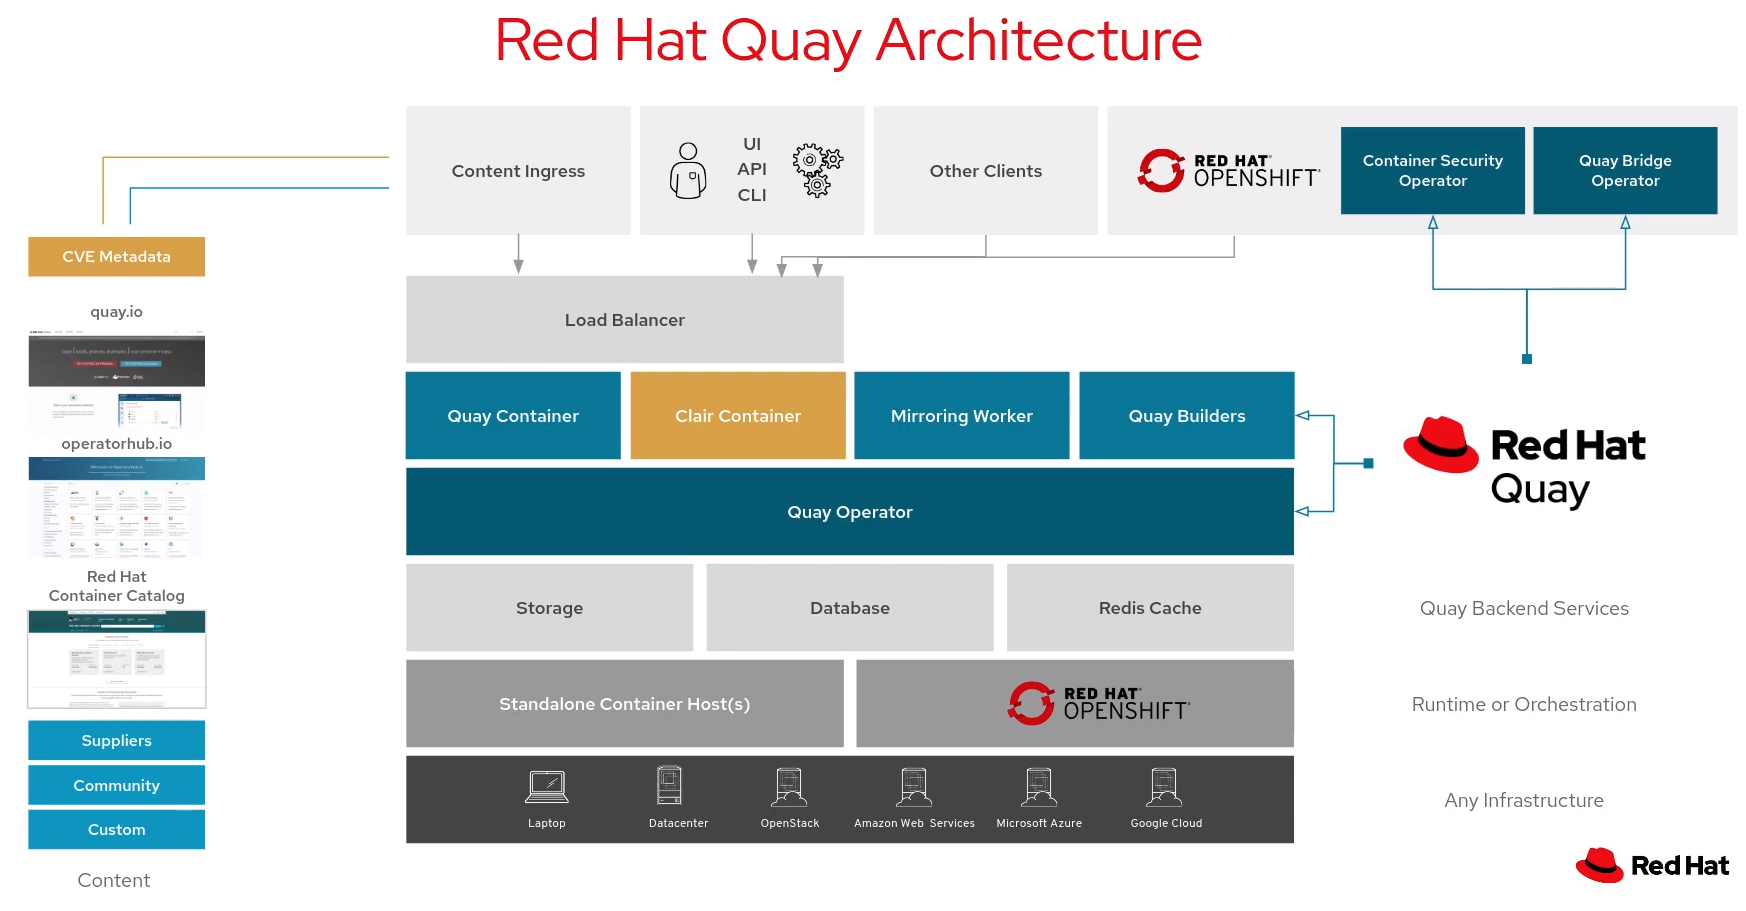 Red Hat Quay Architecture
Content Ingress
UI
API
CLI
Other Clients
RED HAT®
OPENSHIFT®
Container Security
Operator
Quay Bridge
Operator
CVE Metadata
quay.io
operatorhub.io
Red Hat
Container Catalog
Suppliers
Community
Custom
Content
Load Balancer
Quay Container
Clair Container
Mirroring Worker
Quay Builders
Quay Operator
Red Hat
Quay
Storage
Database
Redis Cache
Quay Backend Services
Standalone Container Host(s)
RED HAT®
OPENSHIFT®
Runtime or Orchestration
Laptop
Datacenter
OpenStack
Amazon Web Services
Microsoft Azure
Google Cloud
Any Infrastructure
Red Hat